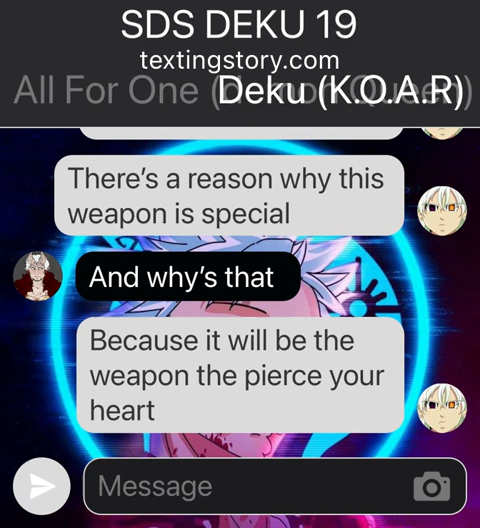 SDS DEKU 19
textingstory.com
All For One (
Deku (K.O.A.R)
There's a reason why this
weapon is special
And why's that
Because it will be the
weapon the pierce your
heart
Message